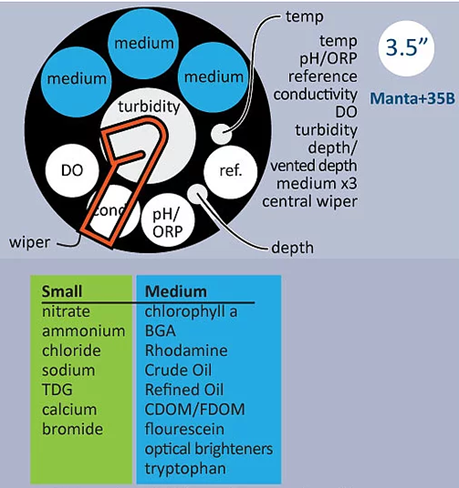 medium
medium
medium
turbidity
DO
cond
pH/
ORP
ref.
wiper
temp
depth
temp
pH/ORP
reference
conductivity
DO
turbidity
depth/
vented depth
medium x3
central wiper
3.5”
Manta+35B
Small
nitrate
ammonium
chloride
sodium
TDG
calcium
bromide
Medium
chlorophyll a
BGA
Rhodamine
Crude Oil
Refined Oil
CDOM/FDOM
flourescein
optical brighteners
tryptophan